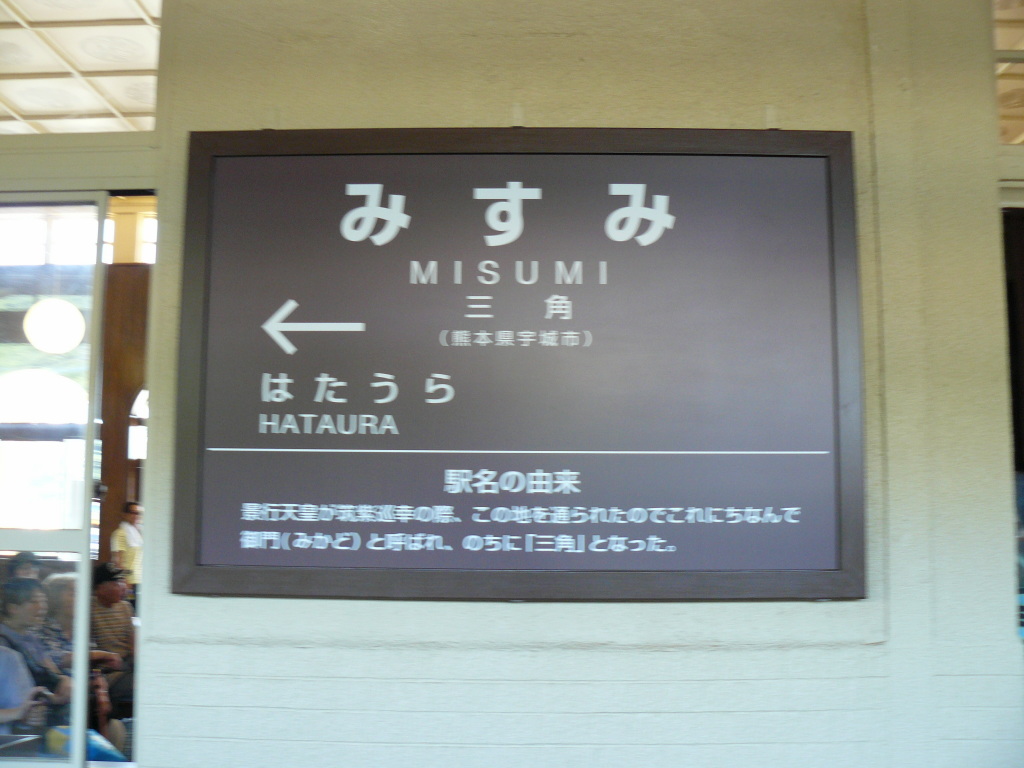 みすみ
MISUMI
三角
(熊本県宇城市)
←
はたうら
HATAURA
駅名の由来
景行天皇が筑紫巡幸の際、この地を通られたのでこれにちなんで
御門(みかど)と呼ばれ、のちに「三角」となった。